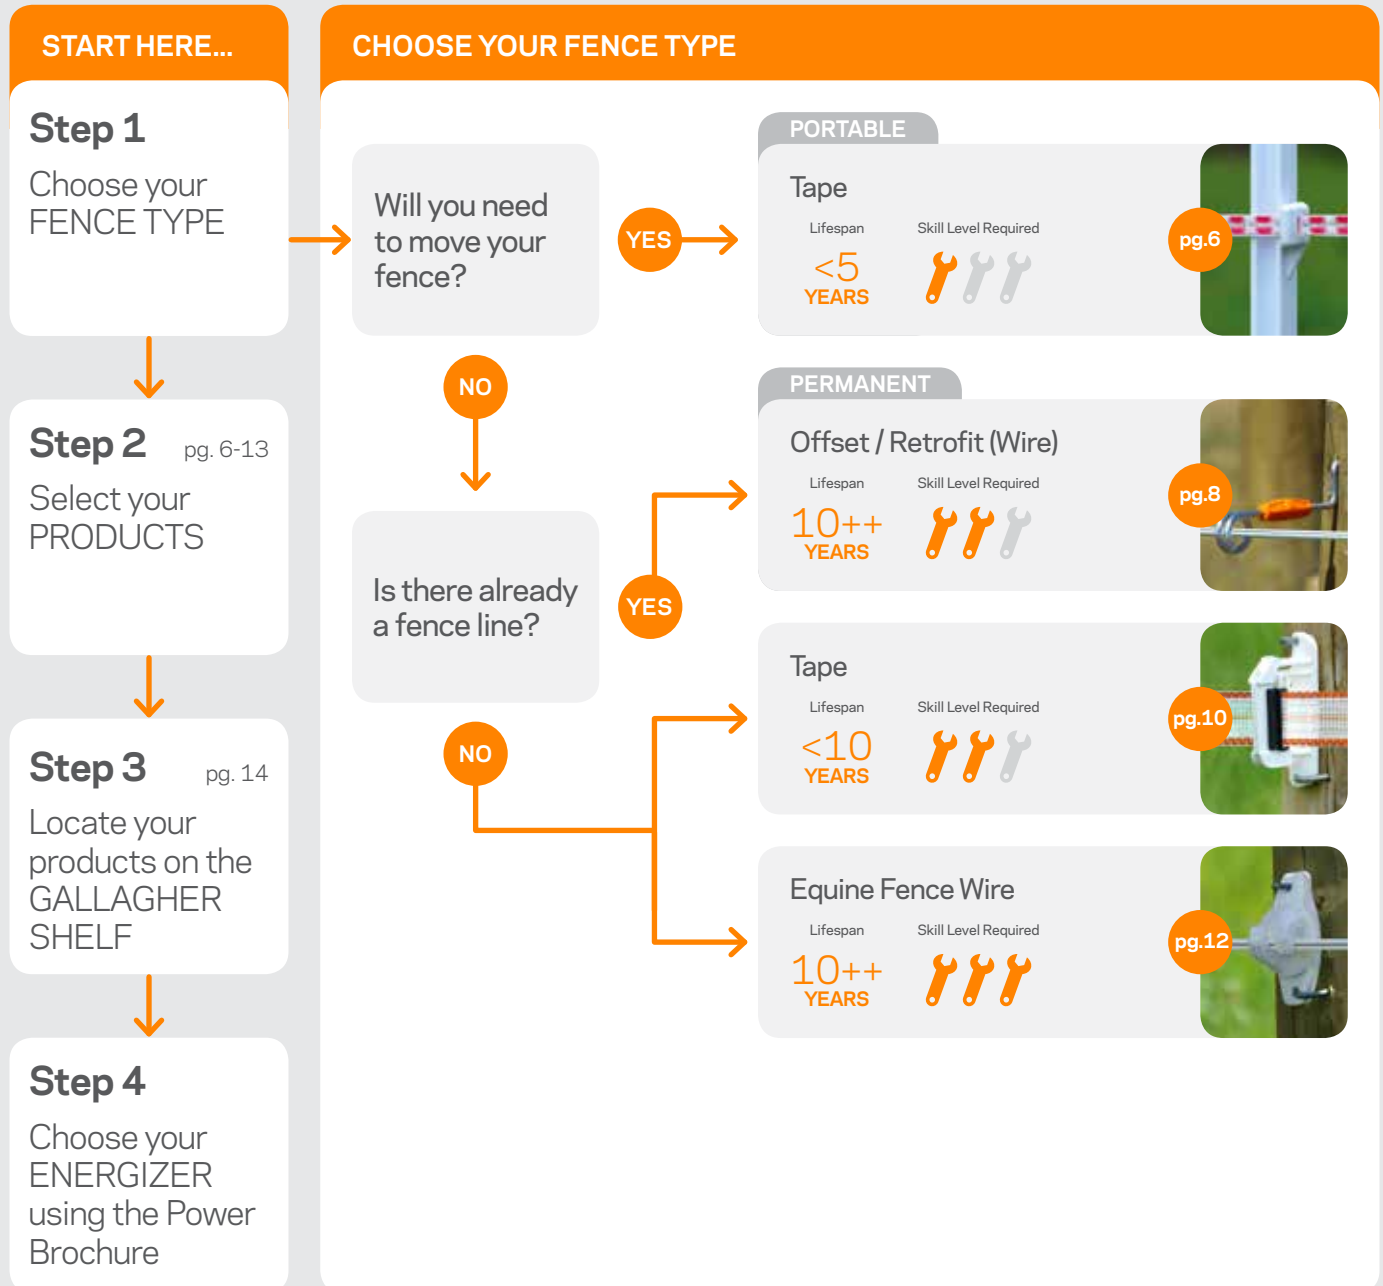 START HERE...
Step 1
Choose your
FENCE TYPE
Step 2 pg. 6-13
Select your
PRODUCTS
Step 3 pg. 14
Locate your
products on the
GALLAGHER
SHELF
Step 4
Choose your
ENERGIZER
using the Power
Brochure
CHOOSE YOUR FENCE TYPE
Will you need
to move your
fence?
YES
NO
Is there already
a fence line?
YES
NO
PORTABLE
Tape
Lifespan Skill Level Required
<5
YEARS
pg.6
PERMANENT
Offset / Retrofit (Wire)
Lifespan Skill Level Required
10++
YEARS
pg.8
Tape
Lifespan Skill Level Required
<10
YEARS
pg.10
Equine Fence Wire
Lifespan Skill Level Required
10++
YEARS
pg.12